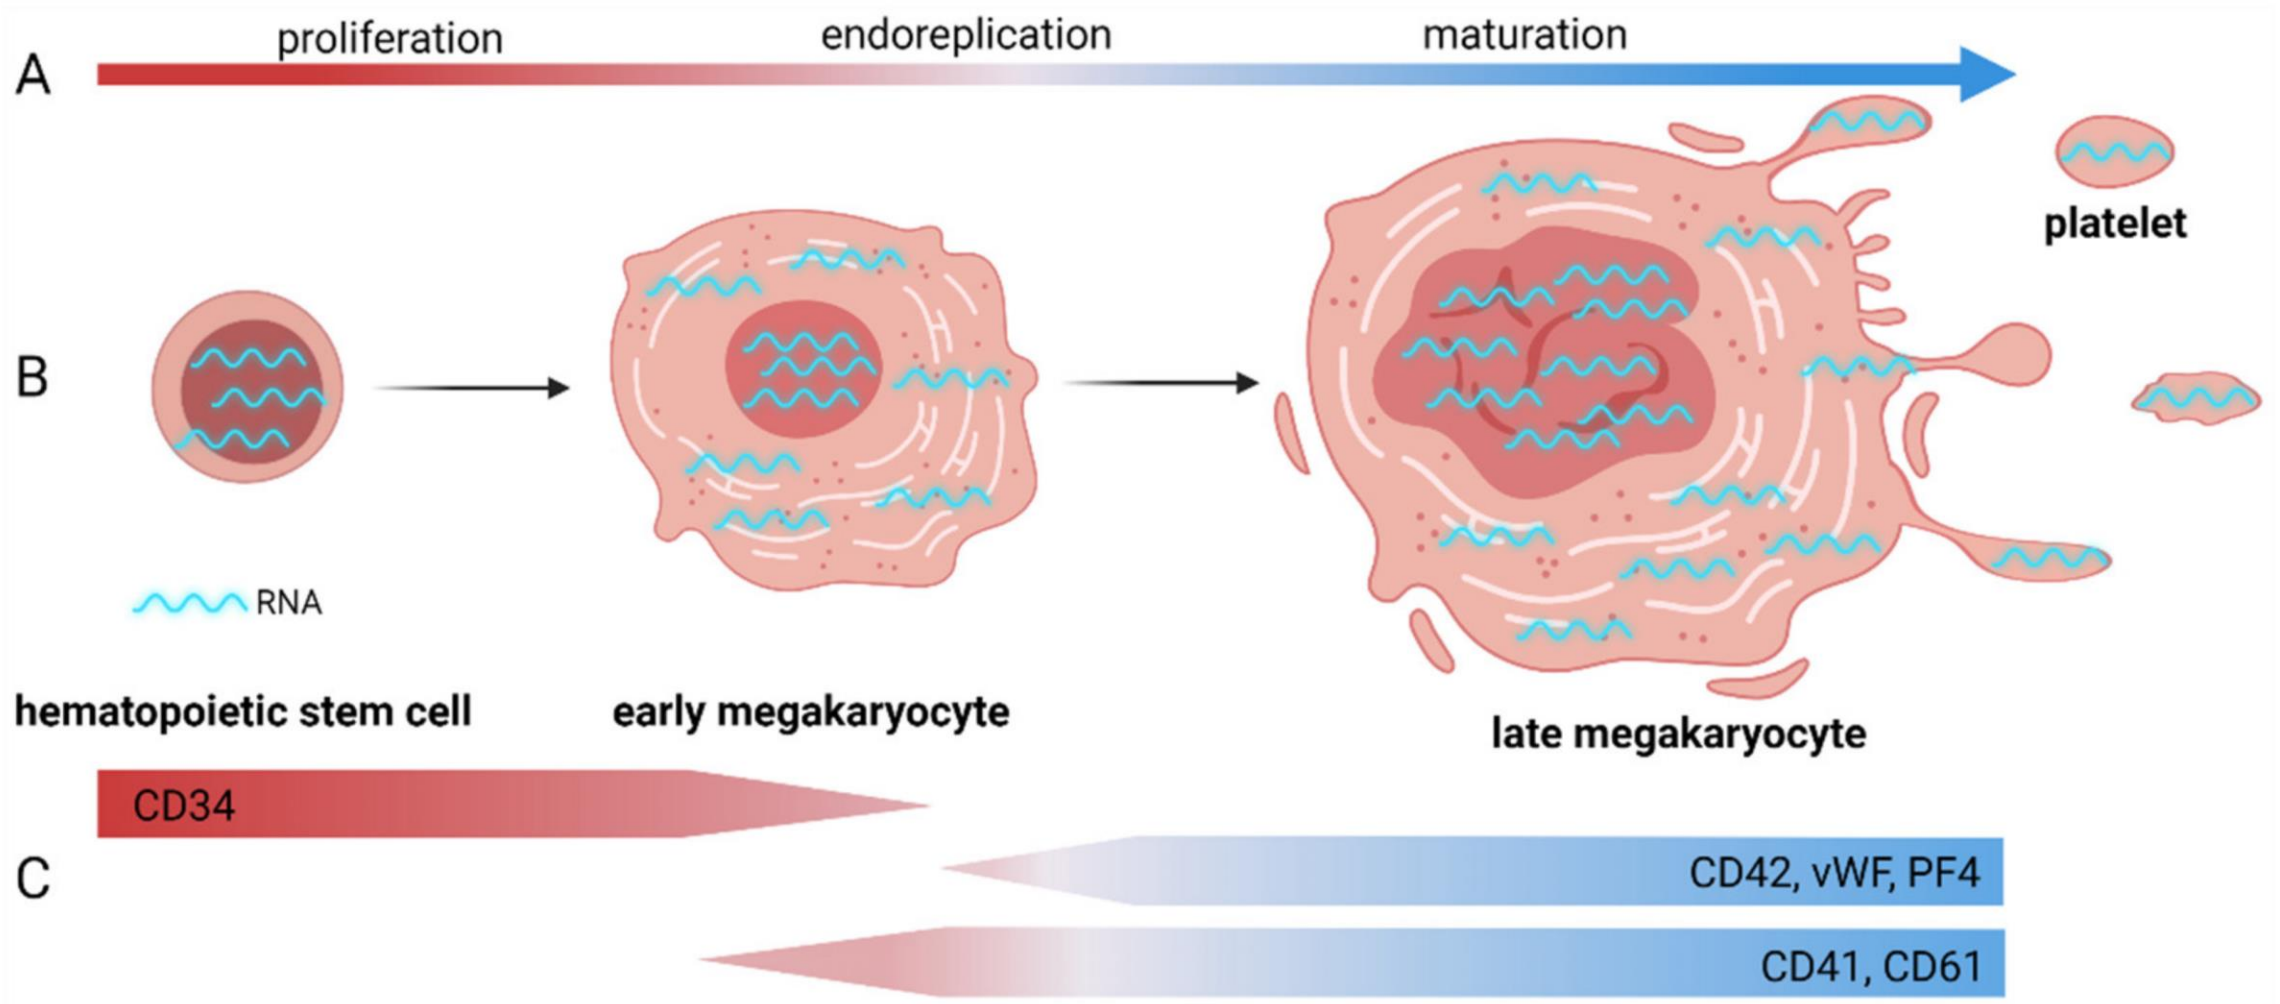 proliferation
endoreplication
maturation
A
platelet
B
RNA
hematopoietic stem cell
early megakaryocyte
late megakaryocyte
CD34
C
CD42, vWF, PF4
CD41, CD61